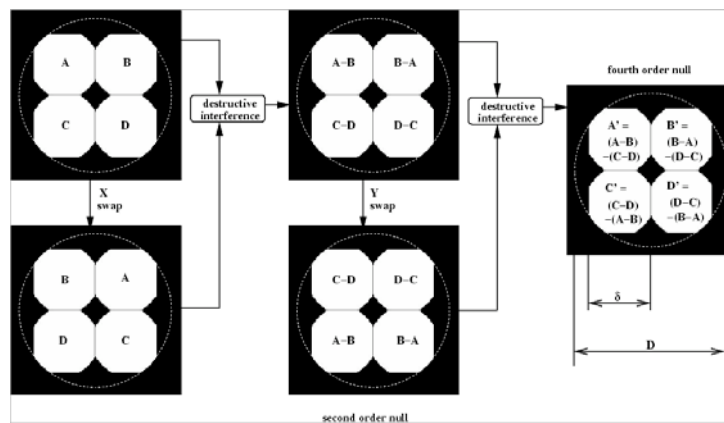 A B
C D
X
swap
B A
D C
destructive
interference
A-B B-A
C-D D-C
Y
swap
C-D D-C
A-B B-A
second order null
destructive
interference
fourth order null
A' = B' =
(A-B) (B-A)
-(C-D) -(D-C)
C' = D' =
(C-D) (D-C)
-(A-B) -(B-A)
δ
D